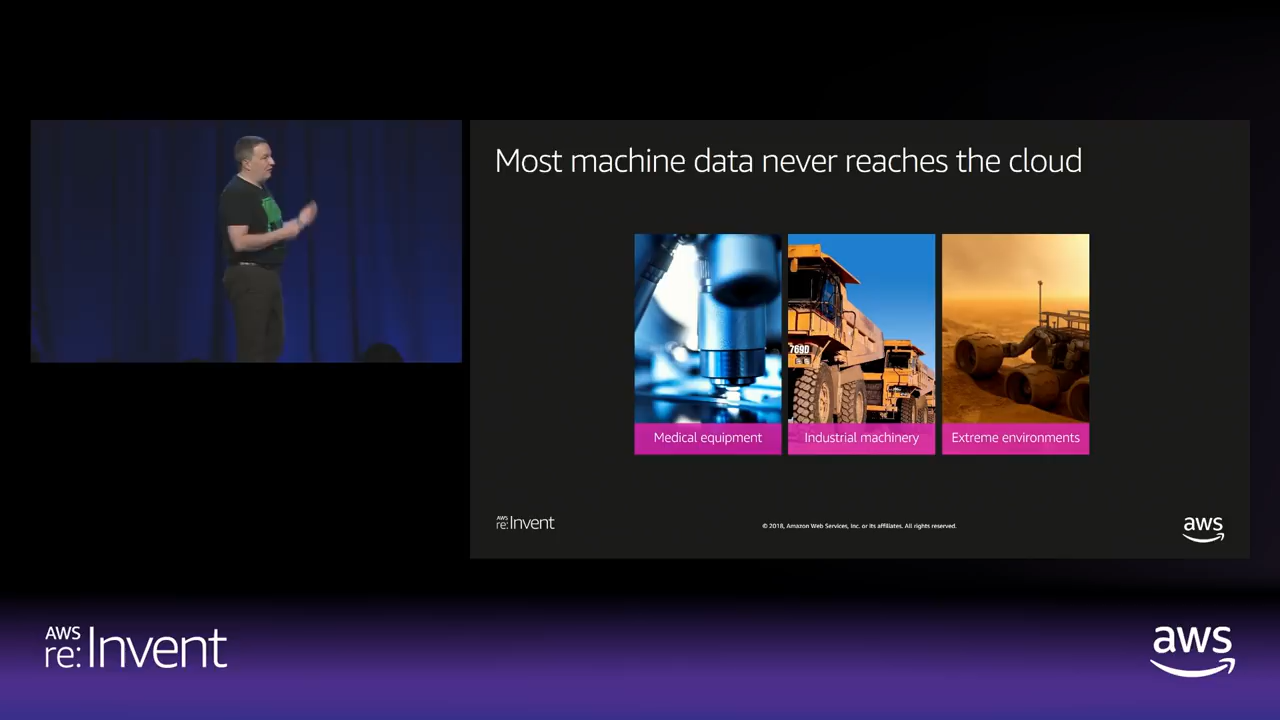 Most machine data never reaches the cloud
769D
Medical equipment
Industrial machinery
Extreme environments
AWS
re:Invent
© 2018, Amazon Web Services, Inc. or its affiliates. All rights reserved.
aws
AWS
re:Invent
aws